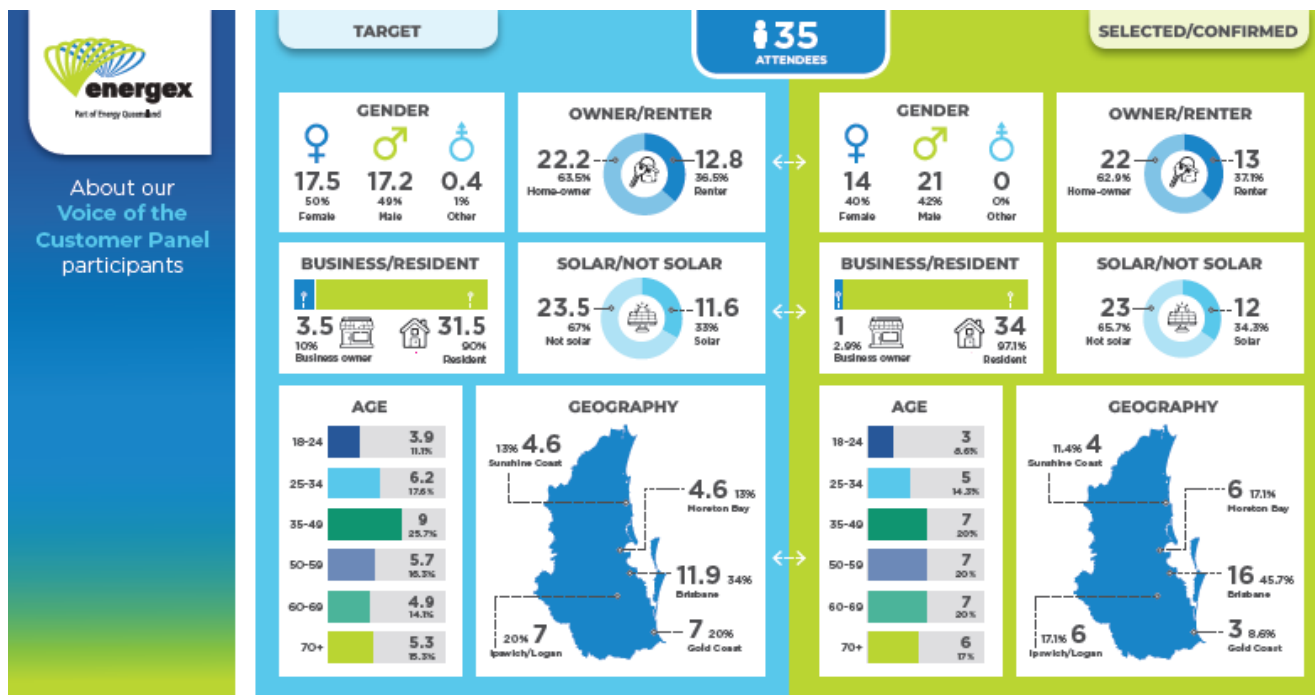 energex
Part of Energy Queensland
About our
Voice of the
Customer Panel
participants
TARGET
35
ATTENDEES
SELECTED/CONFIRMED
GENDER
17.5
50%
Female
17.2
49%
Male
0.4
1%
Other
OWNER/RENTER
22.2
63.5%
Home-owner
12.8
36.5%
Renter
BUSINESS/RESIDENT
3.5
10%
Business owner
31.5
90%
Resident
SOLAR/NOT SOLAR
23.5
67%
Not solar
11.6
33%
Solar
AGE
18-24 3.9
11.1%
25-34 6.2
17.6%
35-49 9
25.7%
50-59 5.7
16.3%
60-69 4.9
14.1%
70+ 5.3
15.3%
GEOGRAPHY
13% 4.6
Sunshine Coast
4.6 13%
Moreton Bay
11.9 34%
Brisbane
20% 7
Ipswich/Logan
7 20%
Gold Coast
GENDER
14
40%
Female
21
42%
Male
0
0%
Other
OWNER/RENTER
22
62.9%
Home-owner
13
37.1%
Renter
BUSINESS/RESIDENT
1
2.9%
Business owner
34
97.1%
Resident
SOLAR/NOT SOLAR
23
65.7%
Not solar
12
34.3%
Solar
AGE
18-24 3
8.6%
25-34 5
14.3%
35-49 7
20%
50-59 7
20%
60-69 7
20%
70+ 6
17%
GEOGRAPHY
11.4% 4
Sunshine Coast
6 17.1%
Moreton Bay
16 45.7%
Brisbane
17.1% 6
Ipswich/Logan
3 8.6%
Gold Coast